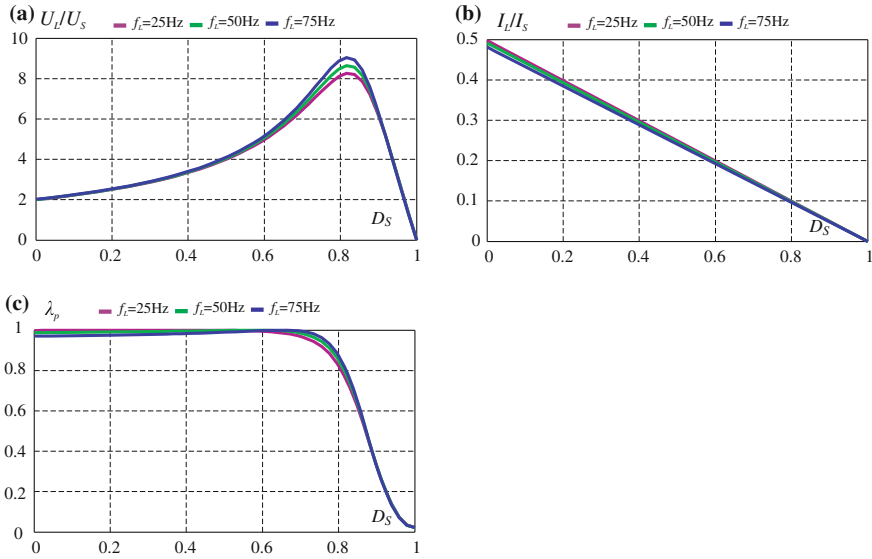 (a) U_L/U_S f_L=25Hz f_L=50Hz f_L=75Hz
10
8
6
4
2
0
D_S
0 0.2 0.4 0.6 0.8 1
(b) I_L/I_S f_L=25Hz f_L=50Hz f_L=75Hz
0.5
0.4
0.3
0.2
0.1
0
D_S
0 0.2 0.4 0.6 0.8 1
(c) λ_p f_L=25Hz f_L=50Hz f_L=75Hz
1
0.8
0.6
0.4
0.2
0
D_S
0 0.2 0.4 0.6 0.8 1